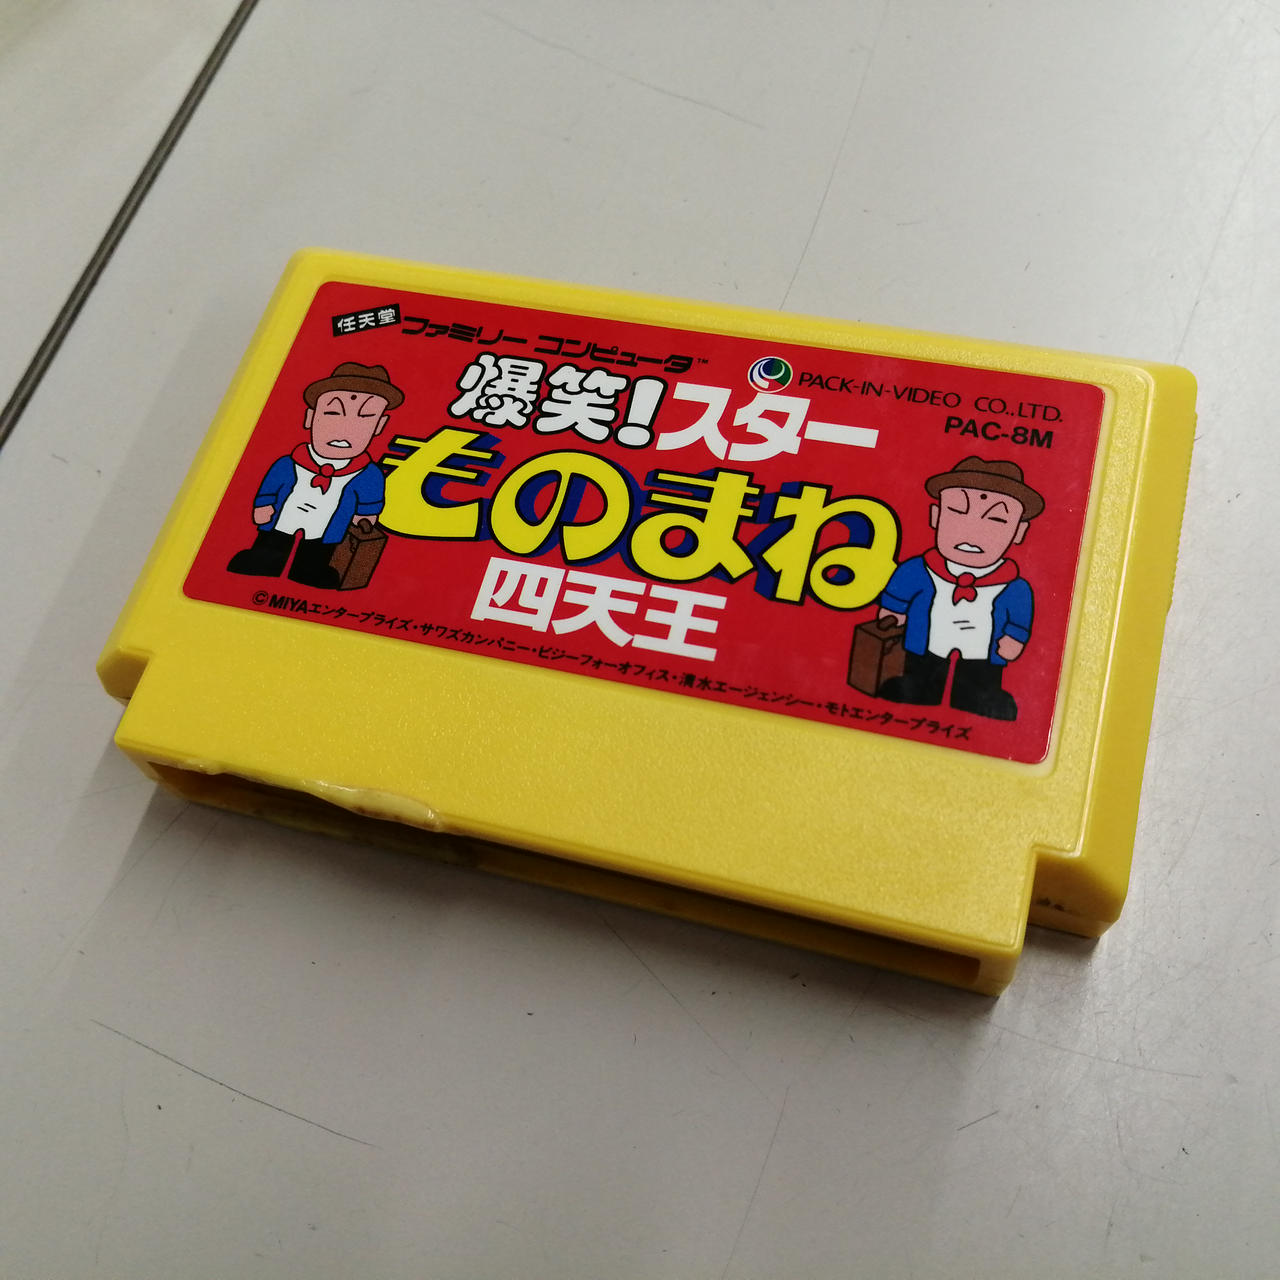 任天堂 ファミリー コンピュータ™
PACK-IN-VIDEO CO.,LTD.
PAC-8M
爆笑!スター
ものまね
四天王
©MIYAエンタープライズ・サワズカンパニー・ビジーフォーオフィス・清水エージェンシー・モトエンタープライズ